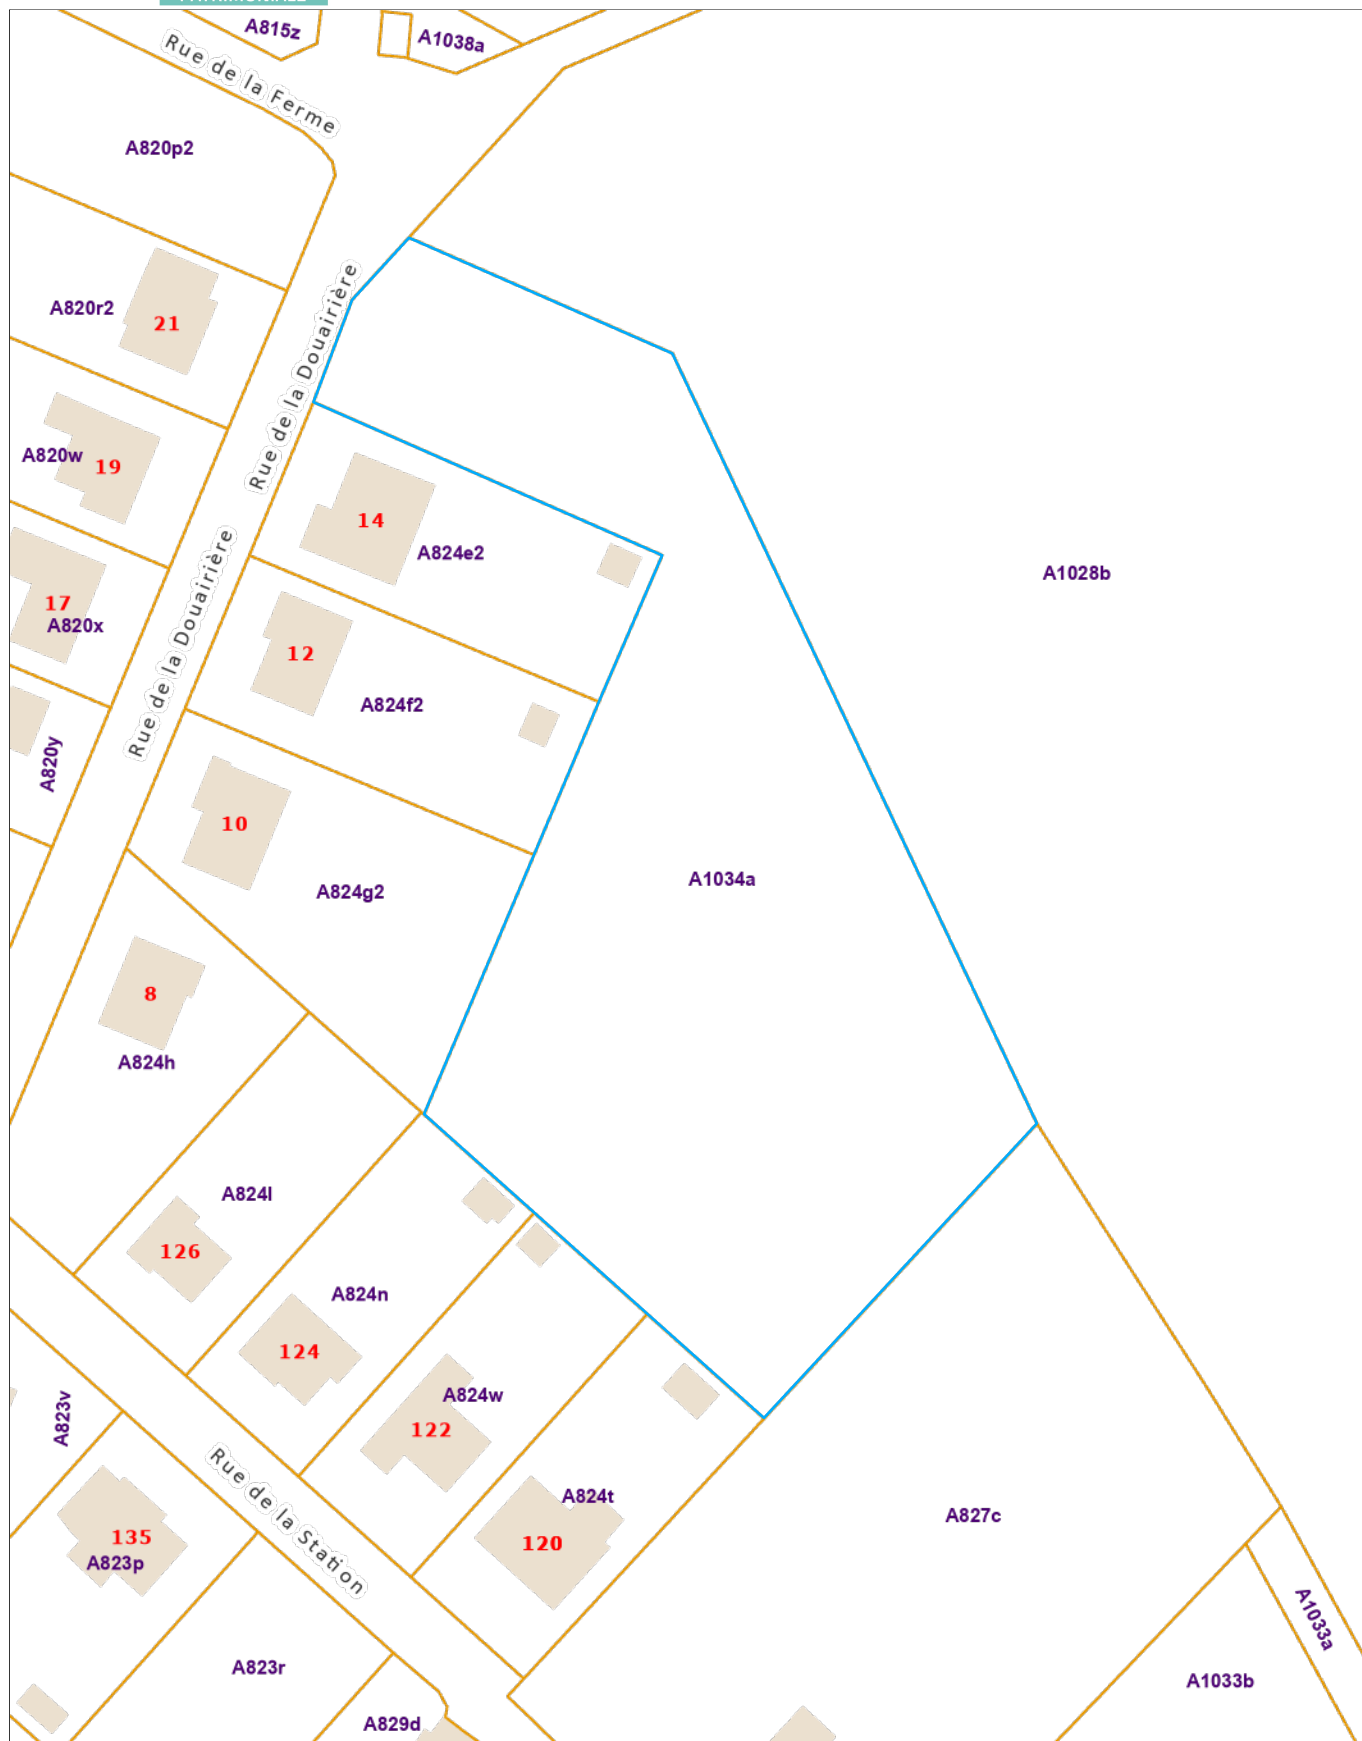 A815z
A1038a
Rue de la Ferme
A820p2
A820r2
21
Rue de la Douairière
A820w
19
14
A824e2
A1028b
17
A820x
12
Rue de la Douairière
A824f2
A820y
10
A1034a
A824g2
8
A824h
A824l
126
A824n
124
A824w
A823v
122
A824t
Rue de la Station
A827c
135
120
A823p
A1033a
A823r
A1033b
A829d